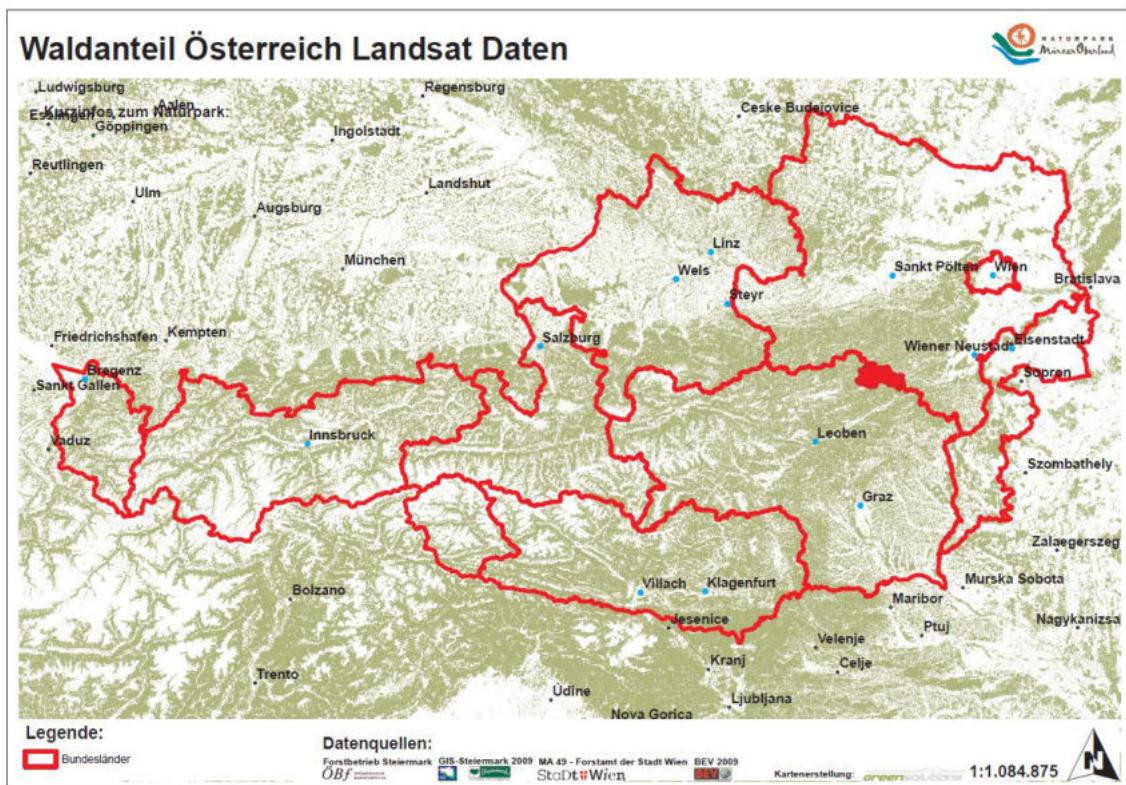 Waldanteil Österreich Landsat Daten
NATURPARK
Mürzer Oberland
Ludwigsburg
Aalen
Regensburg
Ceske Budejovice
Kurzinfos zum Naturpark:
Esslingen
Göppingen
Ingolstadt
Reutlingen
Ulm
Landshut
Augsburg
Linz
München
Wels
Sankt Pölten
Wien
Bratislava
Steyr
Friedrichshafen
Kempten
Salzburg
Wiener Neustadt
Eisenstadt
Bregenz
Sankt Gallen
Sopron
Vaduz
Innsbruck
Leoben
Szombathely
Graz
Zalaegerszeg
Bolzano
Villach
Klagenfurt
Murska Sobota
Maribor
Jesenice
Ptuj
Nagykanizsa
Velenje
Trento
Kranj
Celje
Udine
Ljubljana
Nova Gorica
Legende:
Bundesländer
Datenquellen:
Forstbetrieb Steiermark GIS-Steiermark 2009 MA 49 - Forstamt der Stadt Wien BEV 2009
ÖBf
StaDt Wien
BEV
Kartenerstellung: greensolutions 1:1.084.875
N